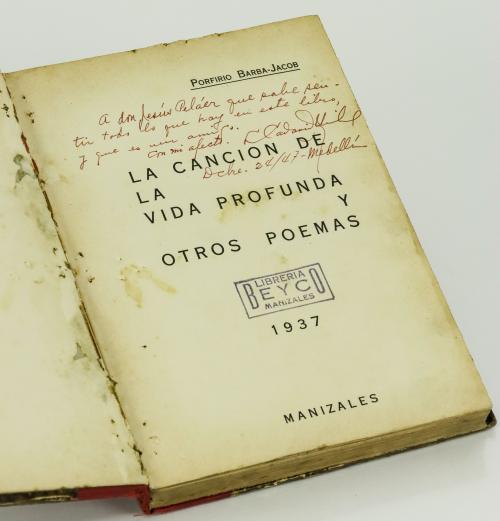 PORFIRIO BARBA-JACOB
A don Jesús Peláez que sabe sen-
tir todo lo que hay en este libro,
y que es um amigo.
Con mi afecto.
Dcbre. 24/47-Medellín
LA CANCION DE
LA
VIDA PROFUNDA
Y
OTROS POEMAS
LIBRERIA
BEYCO
MANIZALES
1937
MANIZALES